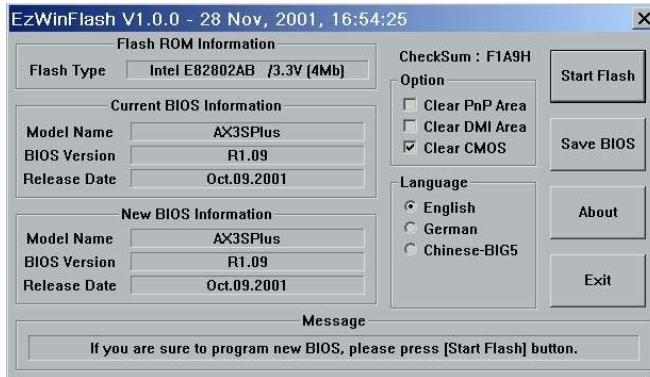 EzWinFlash V1.0.0 - 28 Nov, 2001, 16:54:25
Flash ROM Information
Flash Type Intel E82802AB /3.3V (4Mb)
Current BIOS Information
Model Name AX3SPlus
BIOS Version R1.09
Release Date Oct.09.2001
New BIOS Information
Model Name AX3SPlus
BIOS Version R1.09
Release Date Oct.09.2001
CheckSum : F1A9H
Option
Clear PnP Area
Clear DMI Area
Clear CMOS
Language
English
German
Chinese-BIG5
Start Flash
Save BIOS
About
Exit
Message
If you are sure to program new BIOS, please press [Start Flash] button.